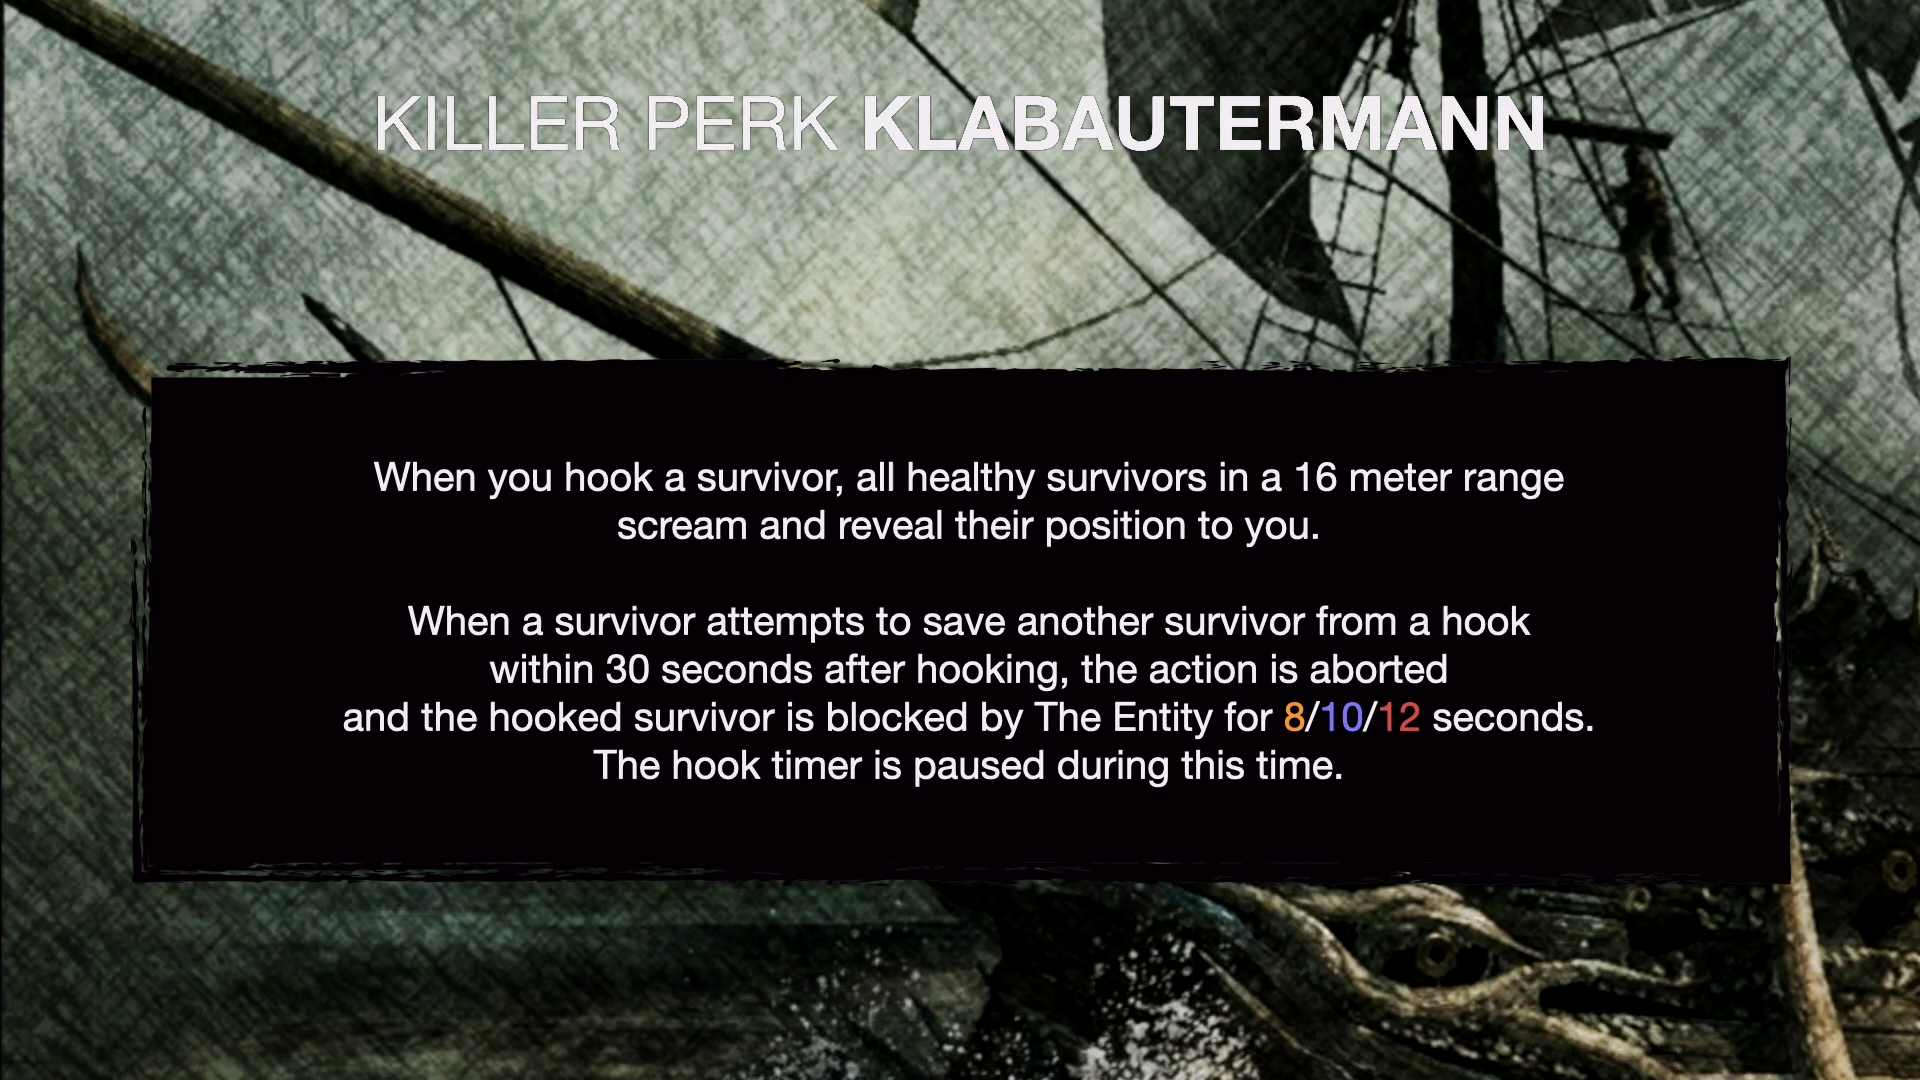 KILLER PERK KLABAUTERMANN
When you hook a survivor, all healthy survivors in a 16 meter range
scream and reveal their position to you.
When a survivor attempts to save another survivor from a hook
within 30 seconds after hooking, the action is aborted
and the hooked survivor is blocked by The Entity for 8/10/12 seconds.
The hook timer is paused during this time.